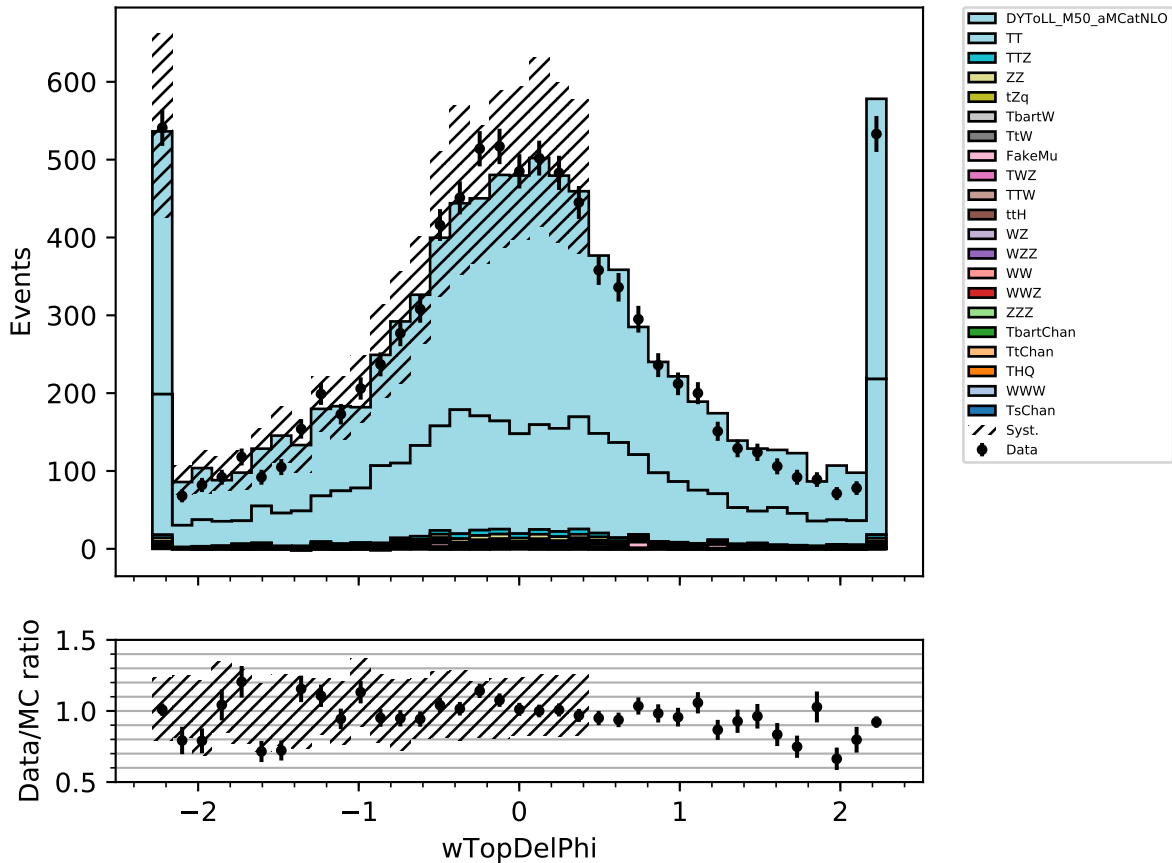 600
500
400
300
200
100
0
Events
DYToLL_M50_aMCatNLO
TT
TTZ
ZZ
tZq
TbartW
TtW
FakeMu
TWZ
TTW
ttH
WZ
WZZ
WW
WWZ
ZZZ
TbartChan
TtChan
THQ
WWW
TsChan
Syst.
Data
1.5
1.0
0.5
Data/MC ratio
−2 −1 0 1 2
wTopDelPhi